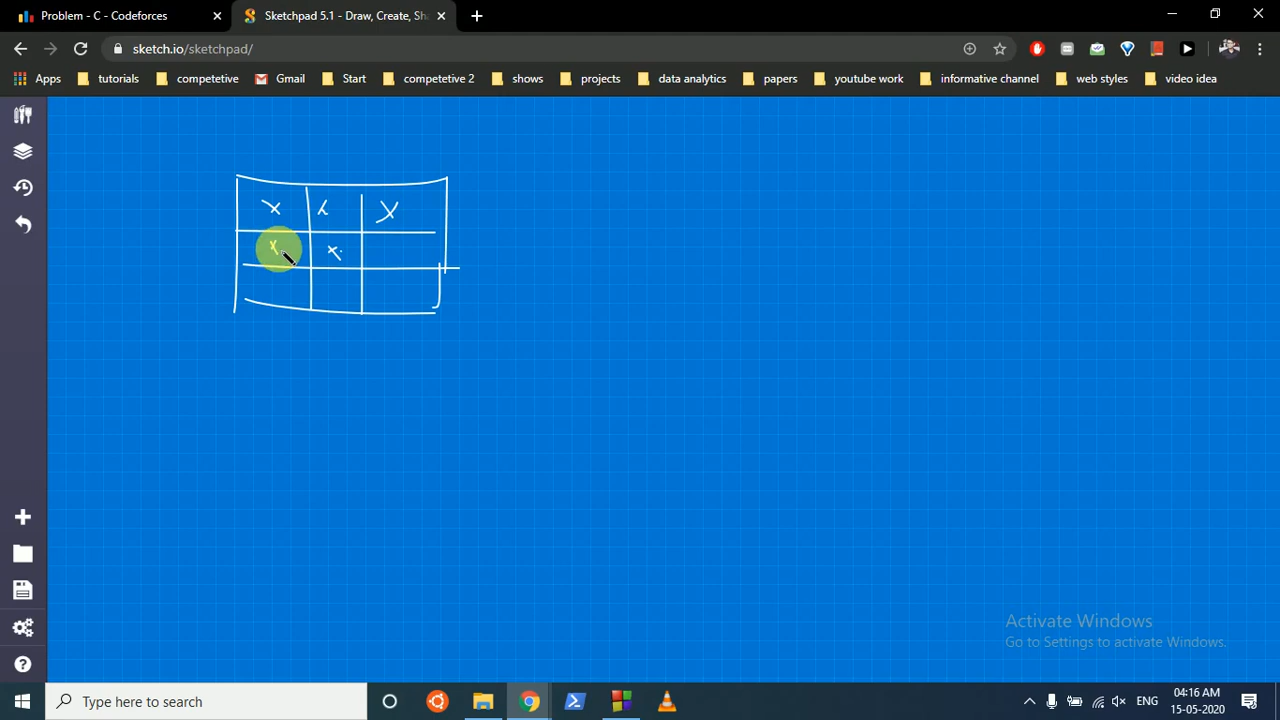 Problem - C - Codeforces
Sketchpad 5.1 - Draw, Create, Sha
sketch.io/sketchpad/
Apps tutorials competetive Gmail Start competetive 2 shows projects data analytics papers youtube work informative channel web styles video idea
x
x x
Activate Windows
Go to Settings to activate Windows.
Type here to search
ENG
04:16 AM
15-05-2020